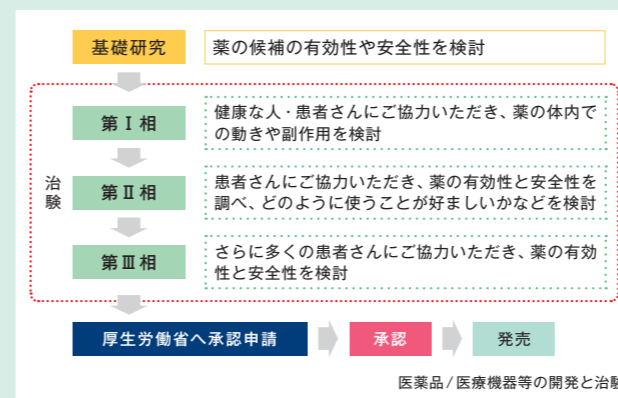 基礎研究
薬の候補の有効性や安全性を検討
治験
第Ⅰ相
健康な人・患者さんにご協力いただき、薬の体内で
の動きや副作用を検討
第Ⅱ相
患者さんにご協力いただき、薬の有効性と安全性を
調べ、どのように使うことが好ましいかなどを検討
第Ⅲ相
さらに多くの患者さんにご協力いただき、薬の有効
性と安全性を検討
厚生労働省へ承認申請
承認
発売
医薬品/医療機器等の開発と治験